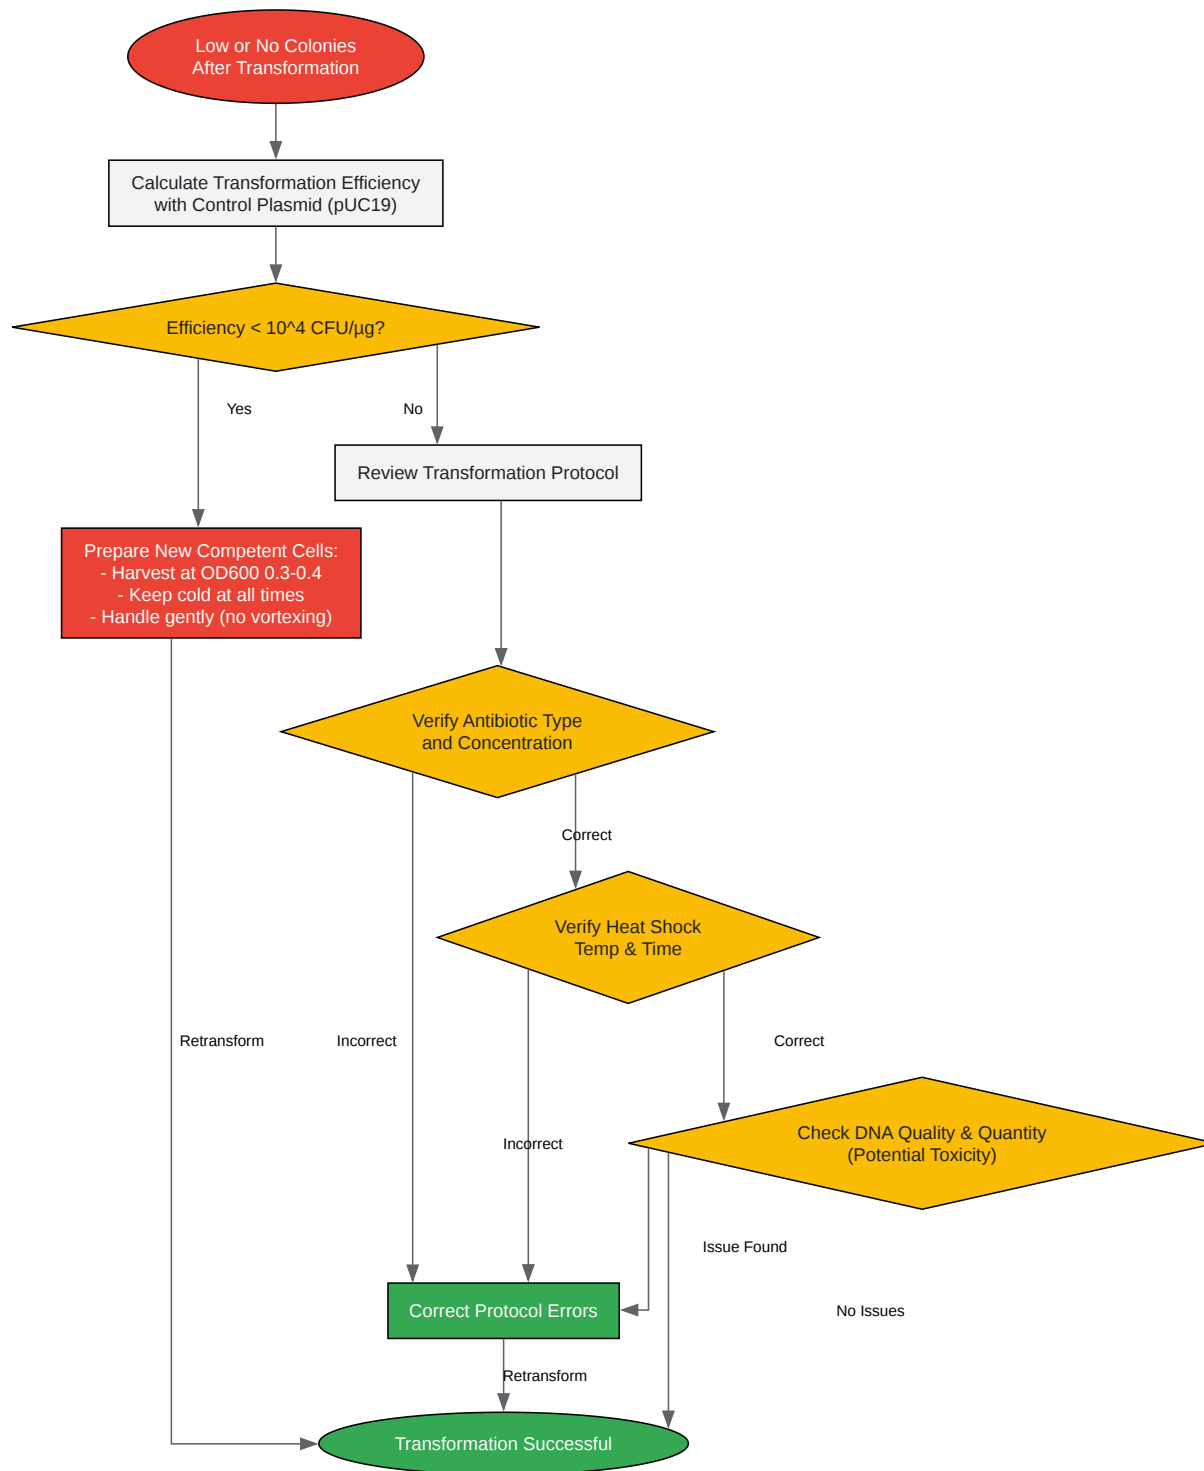 Low or No Colonies
After Transformation
Calculate Transformation Efficiency
with Control Plasmid (pUC19)
Efficiency < 10^4 CFU/µg?
Yes
No
Review Transformation Protocol
Prepare New Competent Cells:
- Harvest at OD600 0.3-0.4
- Keep cold at all times
- Handle gently (no vortexing)
Verify Antibiotic Type
and Concentration
Correct
Verify Heat Shock
Temp & Time
Retransform
Incorrect
Correct
Incorrect
Check DNA Quality & Quantity
(Potential Toxicity)
Issue Found
No Issues
Correct Protocol Errors
Retransform
Transformation Successful